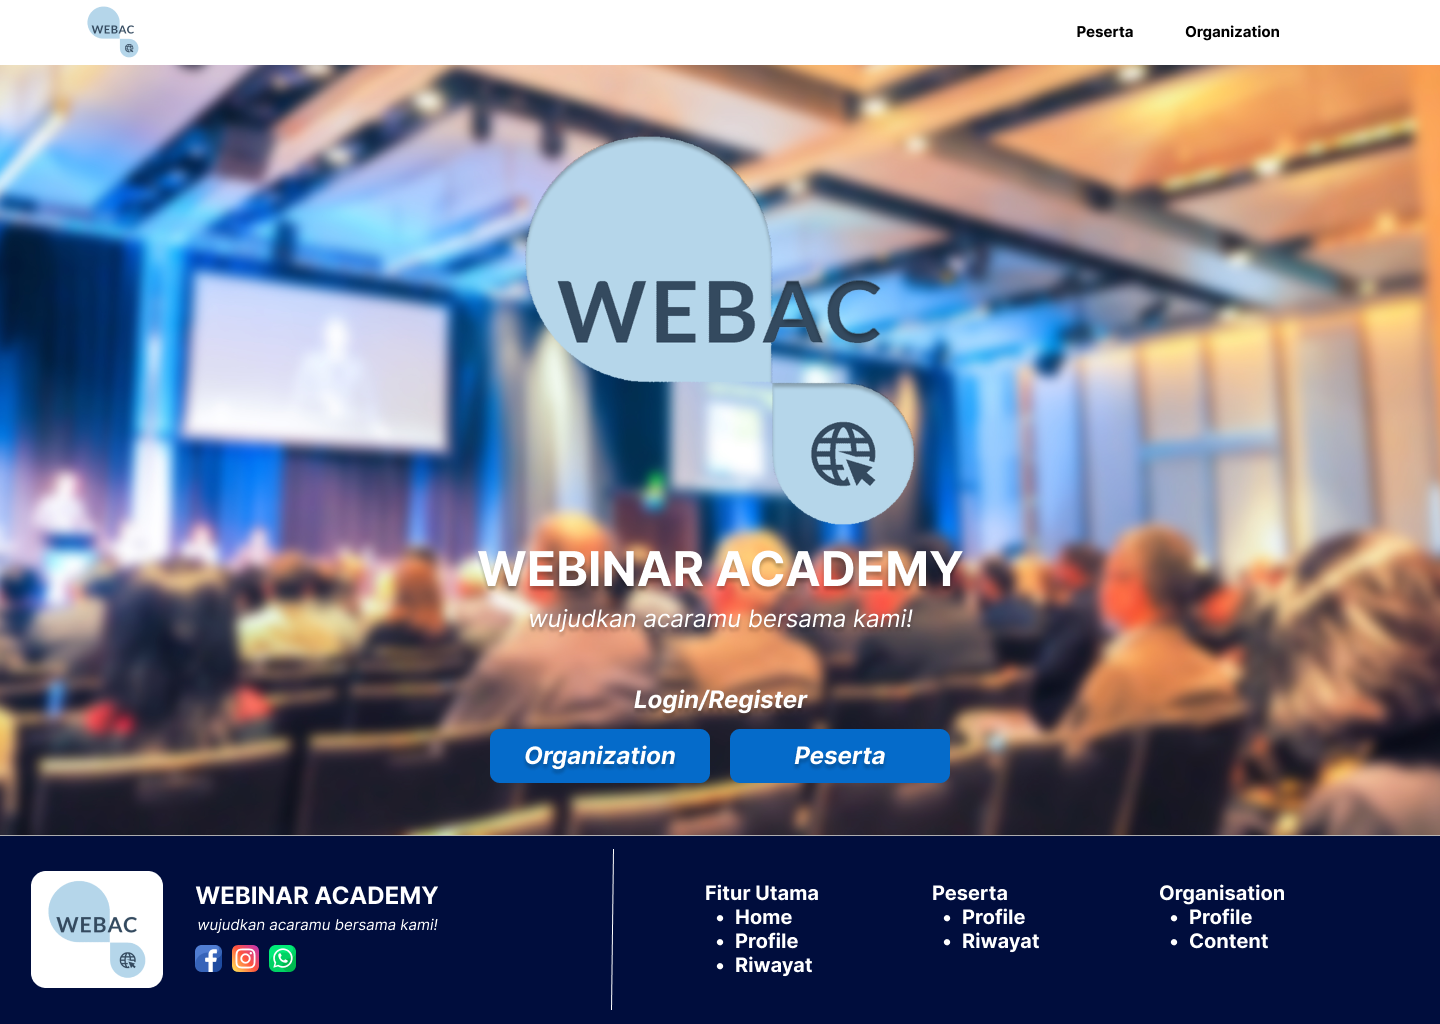 WEBAC
Peserta
Organization
WEBAC
WEBINAR ACADEMY
wujudkan acaramu bersama kami!
Login/Register
Organization
Peserta
WEBAC
WEBINAR ACADEMY
wujudkan acaramu bersama kami!
Fitur Utama
• Home
• Profile
• Riwayat
Peserta
• Profile
• Riwayat
Organisation
• Profile
• Content